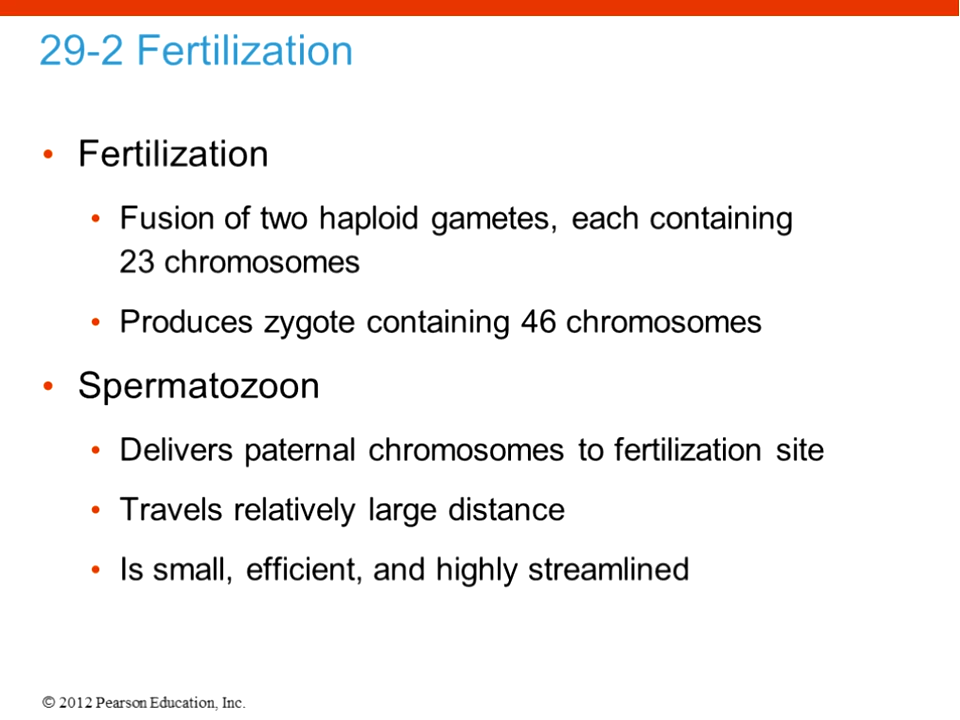 29-2 Fertilization
• Fertilization
• Fusion of two haploid gametes, each containing
23 chromosomes
• Produces zygote containing 46 chromosomes
• Spermatozoon
• Delivers paternal chromosomes to fertilization site
• Travels relatively large distance
• Is small, efficient, and highly streamlined
© 2012 Pearson Education, Inc.